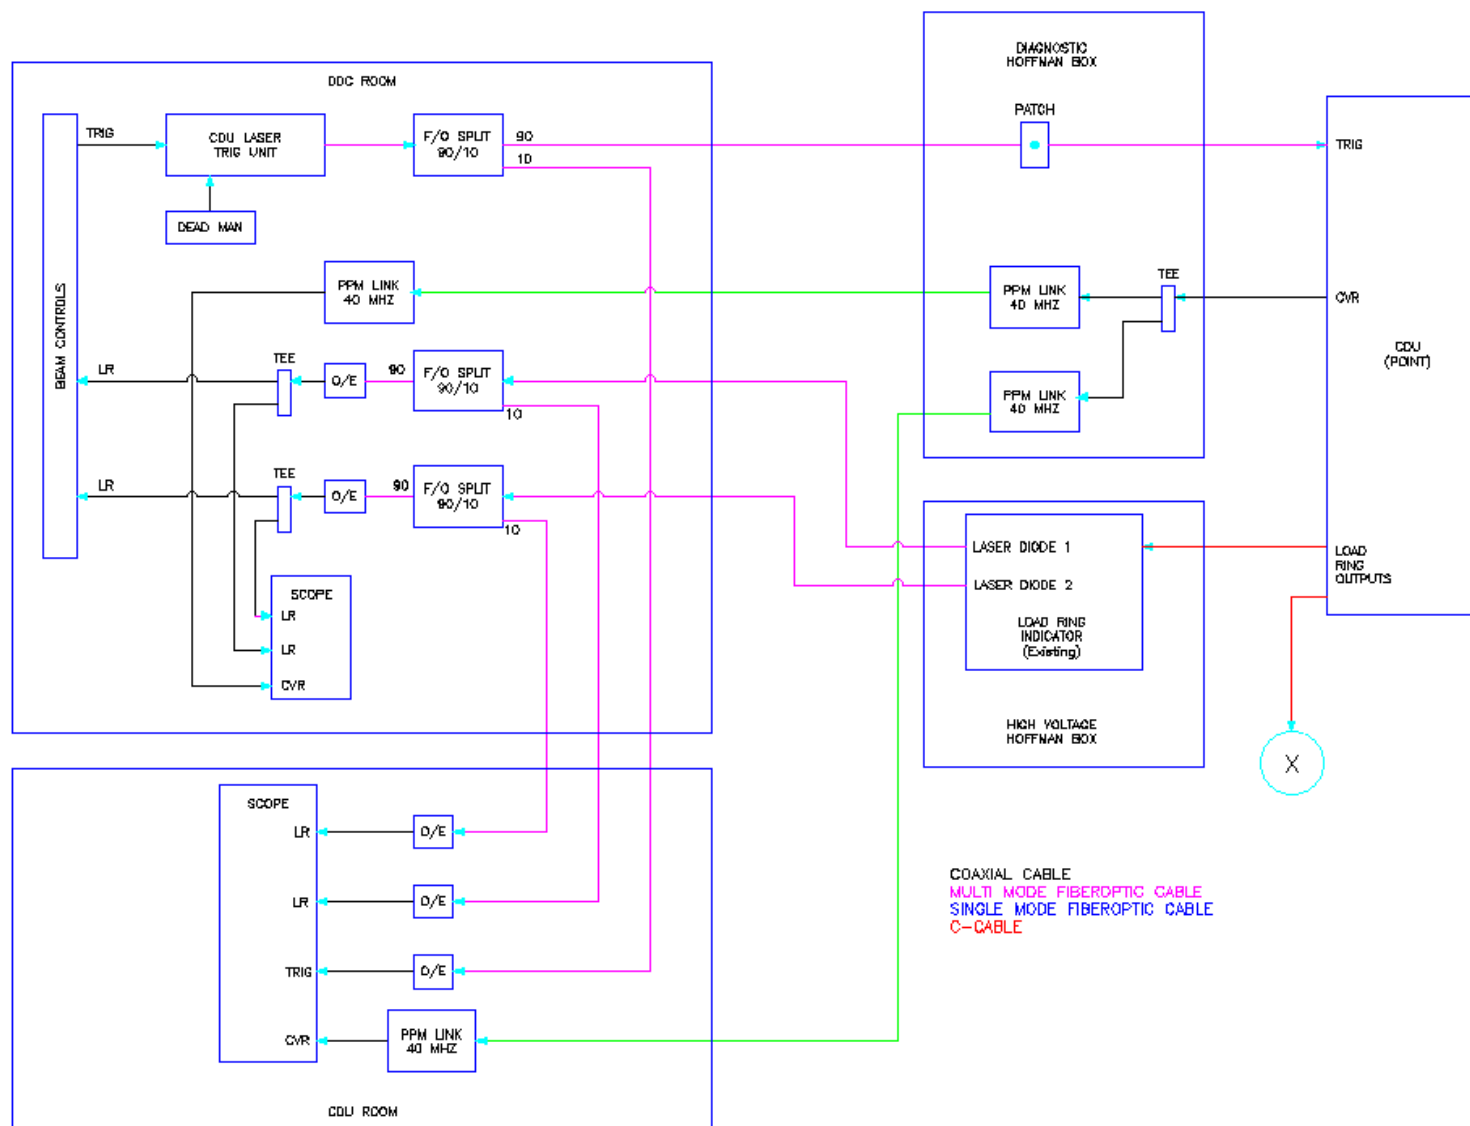 DIAGNOSTIC
HOFFMAN BOX
DDC ROOM
PATCH
TRIG
CDU LASER
TRIG UNIT
F/O SPLIT
90/10
90
10
TRIG
DEAD MAN
BEAM CONTROLS
PPM LINK
40 MHZ
PPM LINK
40 MHZ
TEE
CVR
CDU
(POINT)
LR
TEE
O/E
90
F/O SPLIT
90/10
10
PPM LINK
40 MHZ
LR
TEE
O/E
90
F/O SPLIT
90/10
10
LASER DIODE 1
LASER DIODE 2
LOAD RING
INDICATOR
(Existing)
LOAD
RING
OUTPUTS
SCOPE
LR
LR
CVR
HIGH VOLTAGE
HOFFMAN BOX
X
SCOPE
LR
O/E
LR
O/E
TRIG
O/E
CVR
PPM LINK
40 MHZ
CDU ROOM
COAXIAL CABLE
MULTI MODE FIBEROPTIC CABLE
SINGLE MODE FIBEROPTIC CABLE
C-CABLE